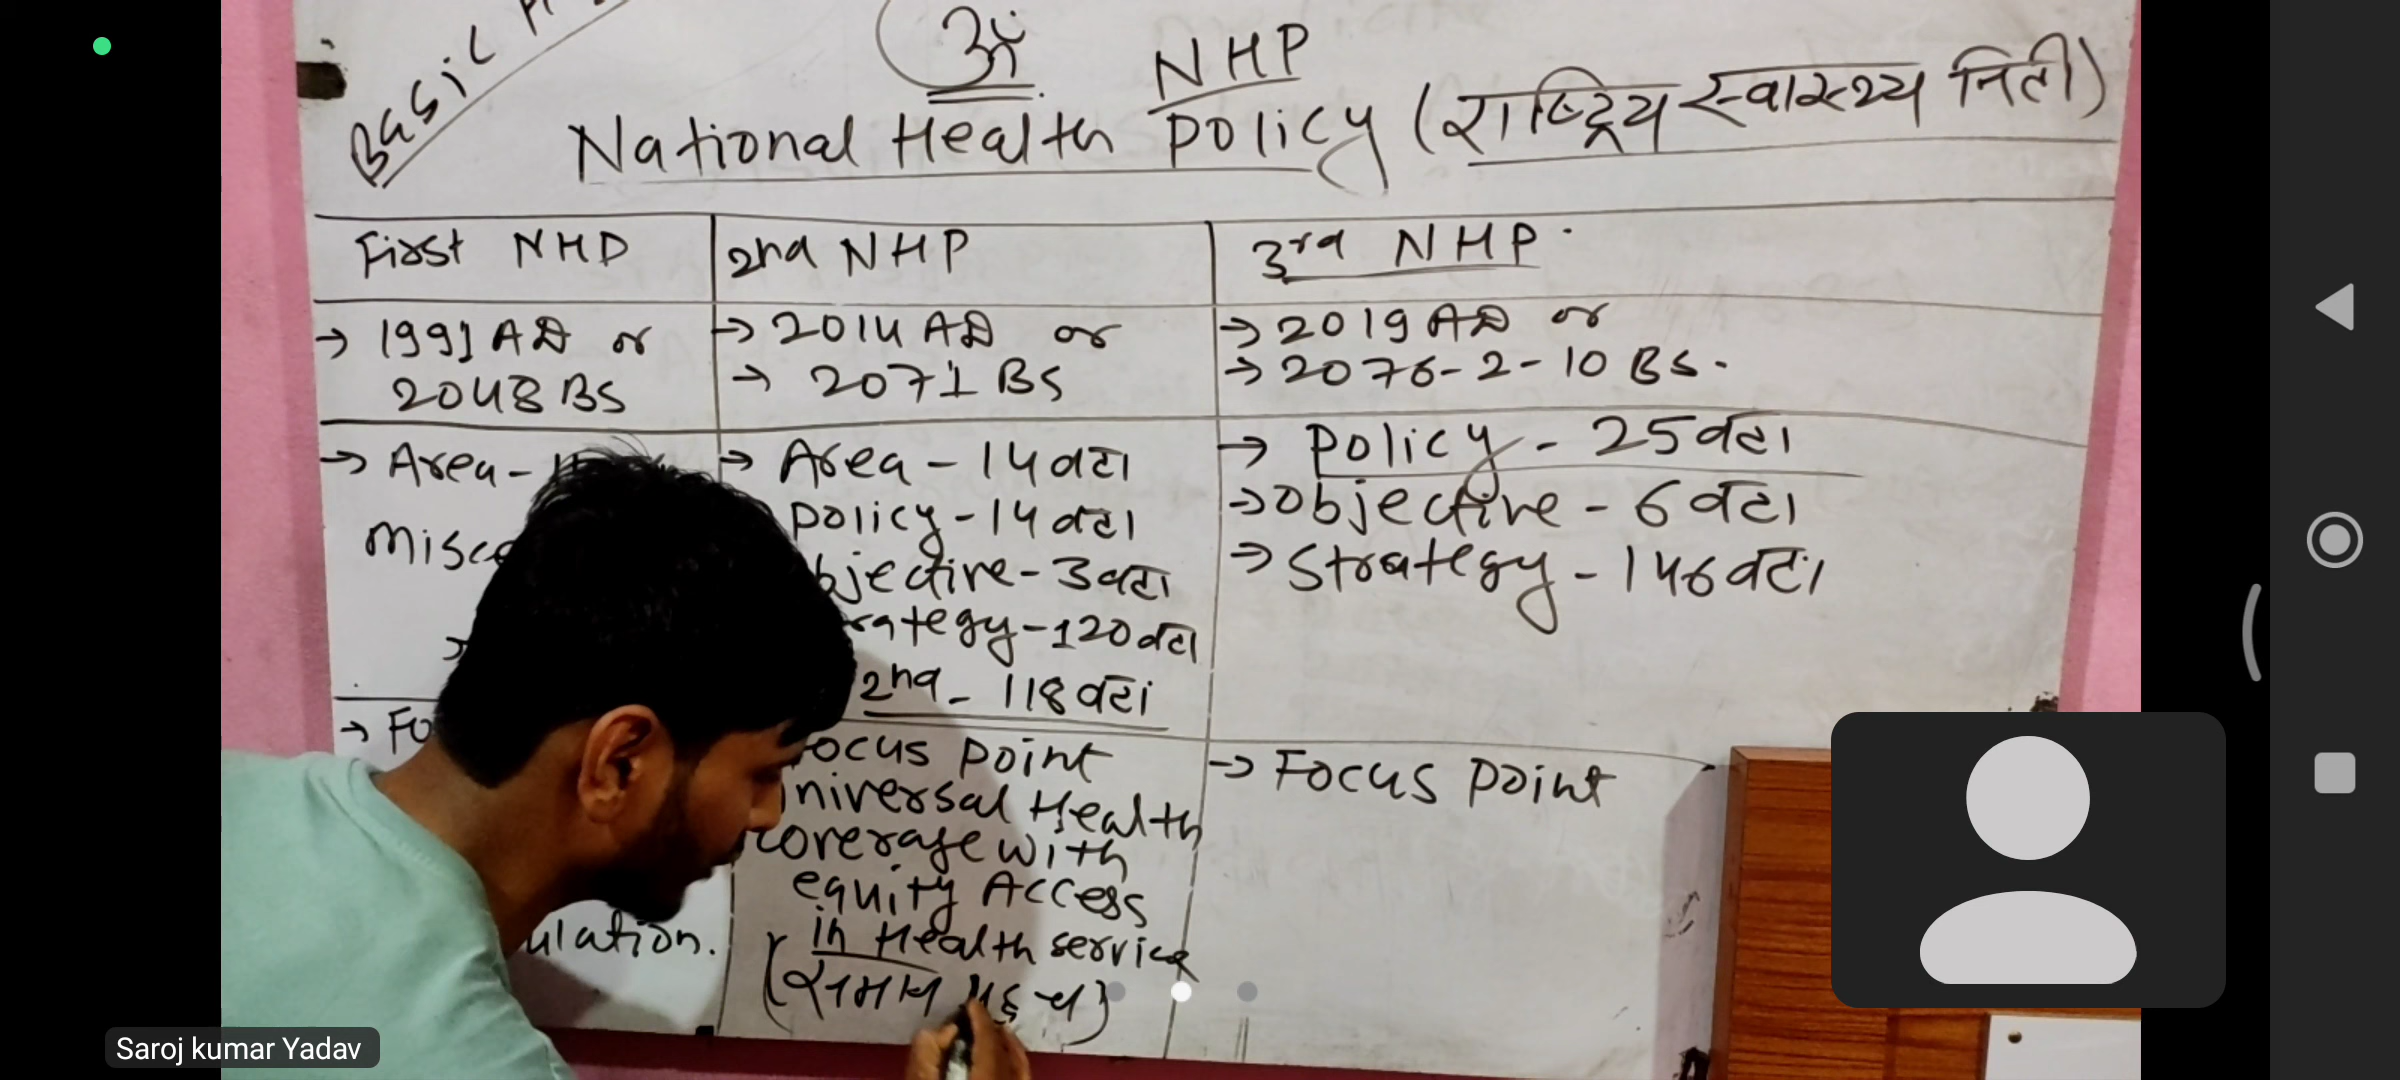 Basic
ॐ NHP
National Health Policy (राष्ट्रिय स्वास्थ्य निती)
First NHD
2nd NHP
3rd NHP.
→ 1991 AD or
2048 BS
→ 2014 AD or
→ 2071 BS
→ 2019 AD or
→ 2076-2-10 BS.
→ Area -
→ Area - 14 वटा
Policy - 14 वटा
bjective - 3 वटा
rategy - 120 वटा
2nd - 118 वटा
→ Policy - 25 वटा
→ objective - 6 वटा
→ Strategy - 146 वटा
→ Fo
ulation.
ocus point
niversal Health
coverage with
equity Access
in Health service
→ Focus Point
Saroj kumar Yadav